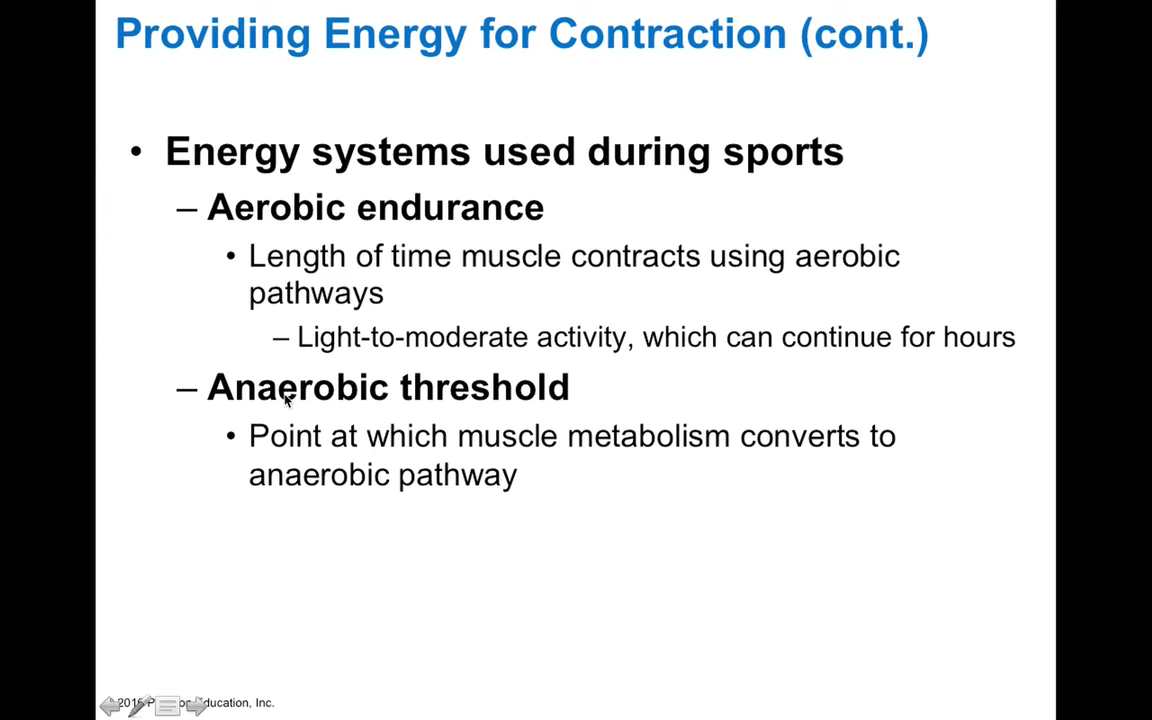 Providing Energy for Contraction (cont.)
• Energy systems used during sports
– Aerobic endurance
• Length of time muscle contracts using aerobic
pathways
– Light-to-moderate activity, which can continue for hours
– Anaerobic threshold
• Point at which muscle metabolism converts to
anaerobic pathway
Inc.